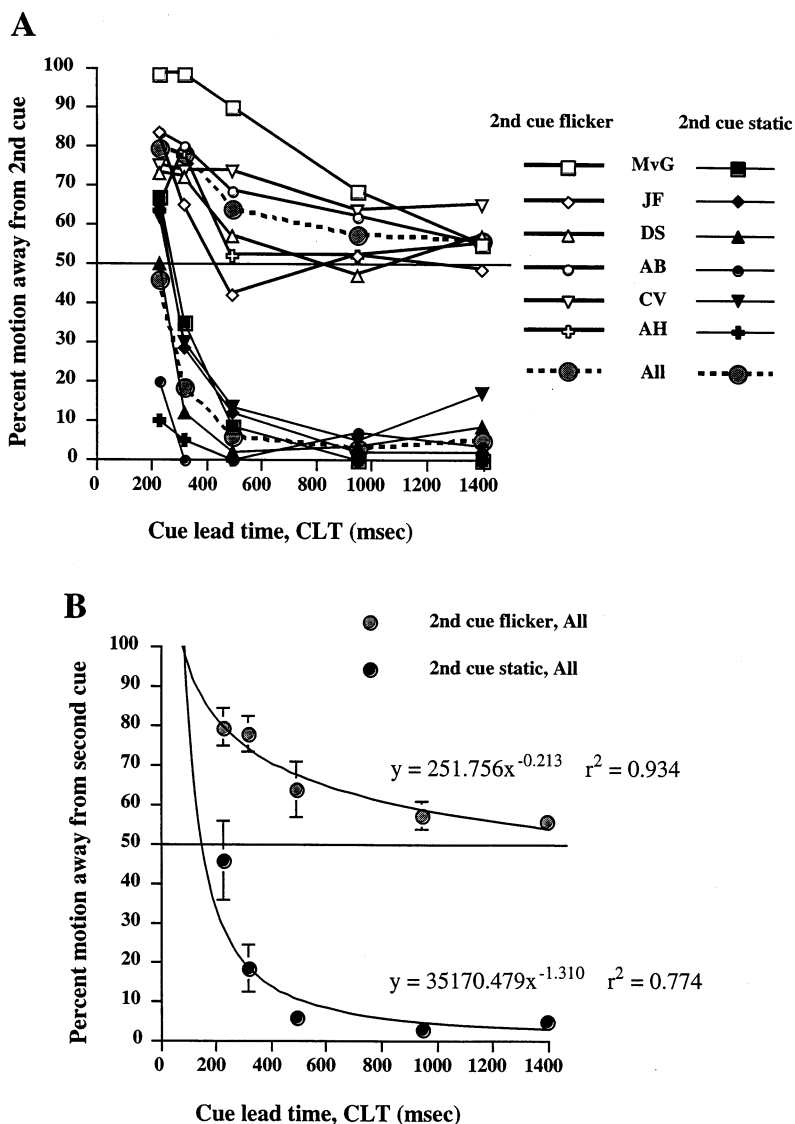 A
Percent motion away from 2nd cue
100
90
80
70
60
50
40
30
20
10
0
0 200 400 600 800 1000 1200 1400
Cue lead time, CLT (msec)
2nd cue flicker 2nd cue static
MvG
JF
DS
AB
CV
AH
All
B
2nd cue flicker, All
2nd cue static, All
Percent motion away from second cue
100
90
80
70
60
50
40
30
20
10
0
y = 251.756x^-0.213 r^2 = 0.934
y = 35170.479x^-1.310 r^2 = 0.774
0 200 400 600 800 1000 1200 1400
Cue lead time, CLT (msec)